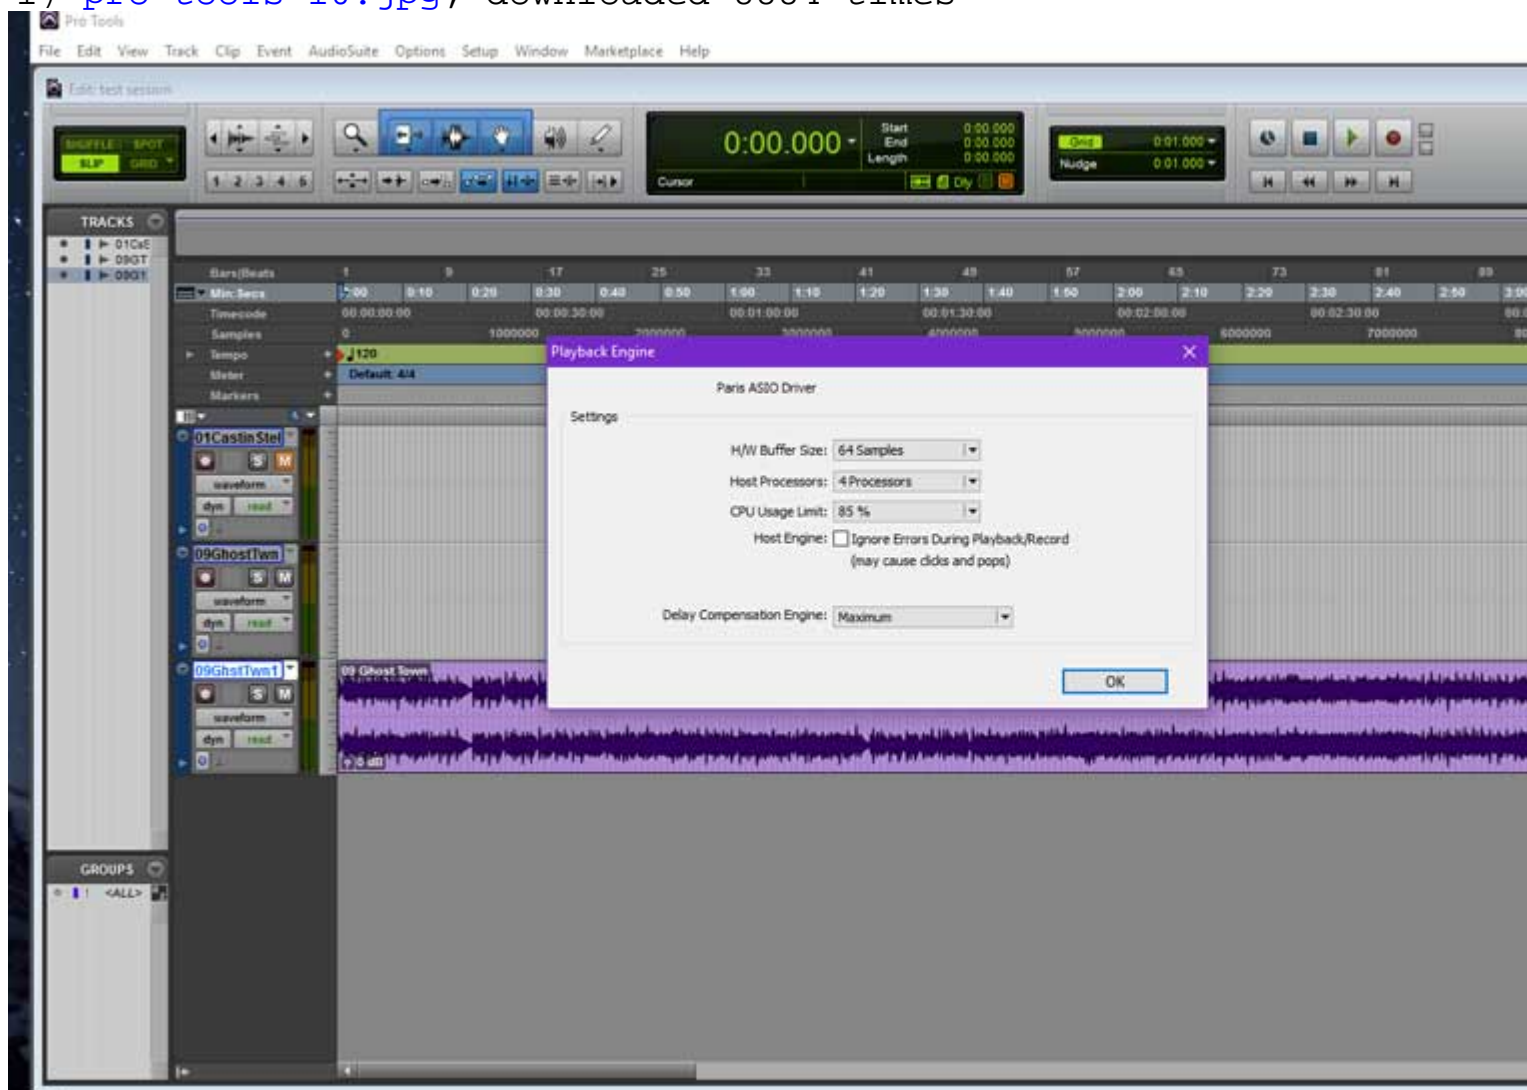 Pro Tools
File Edit View Track Clip Event AudioSuite Options Setup Window Marketplace Help
Edit: test session
SHUFFLE SPOT
SLIP GRID
1 2 3 4 5
0:00.000
Start 0:00.000
End 0:00.000
Length 0:00.000
Cursor
Dly
Grid 0:01.000
Nudge 0:01.000
TRACKS
09GT
Bars|Beats 1 9 17 25 33 41 49 57 65 73 81 89
Min:Secs 0:00 0:10 0:20 0:30 0:40 0:50 1:00 1:10 1:20 1:30 1:40 1:50 2:00 2:10 2:20 2:30 2:40 2:50
Timecode 00:00:00:00 00:00:30:00 00:01:00:00 00:01:30:00 00:02:00:00 00:02:30:00
Samples 0 1000000 2000000 3000000 4000000 5000000 6000000 7000000
Tempo 120
Meter Default: 4/4
Markers
Playback Engine
Paris ASIO Driver
Settings
H/W Buffer Size: 64 Samples
Host Processors: 4 Processors
CPU Usage Limit: 85 %
Host Engine: Ignore Errors During Playback/Record
(may cause clicks and pops)
Delay Compensation Engine: Maximum
OK
01CastinStel
S M
waveform
dyn read
09GhostTwn
S M
waveform
dyn read
09GhstTwn1
S M
waveform
dyn read
09 Ghost Town
0 dB
GROUPS
<ALL>